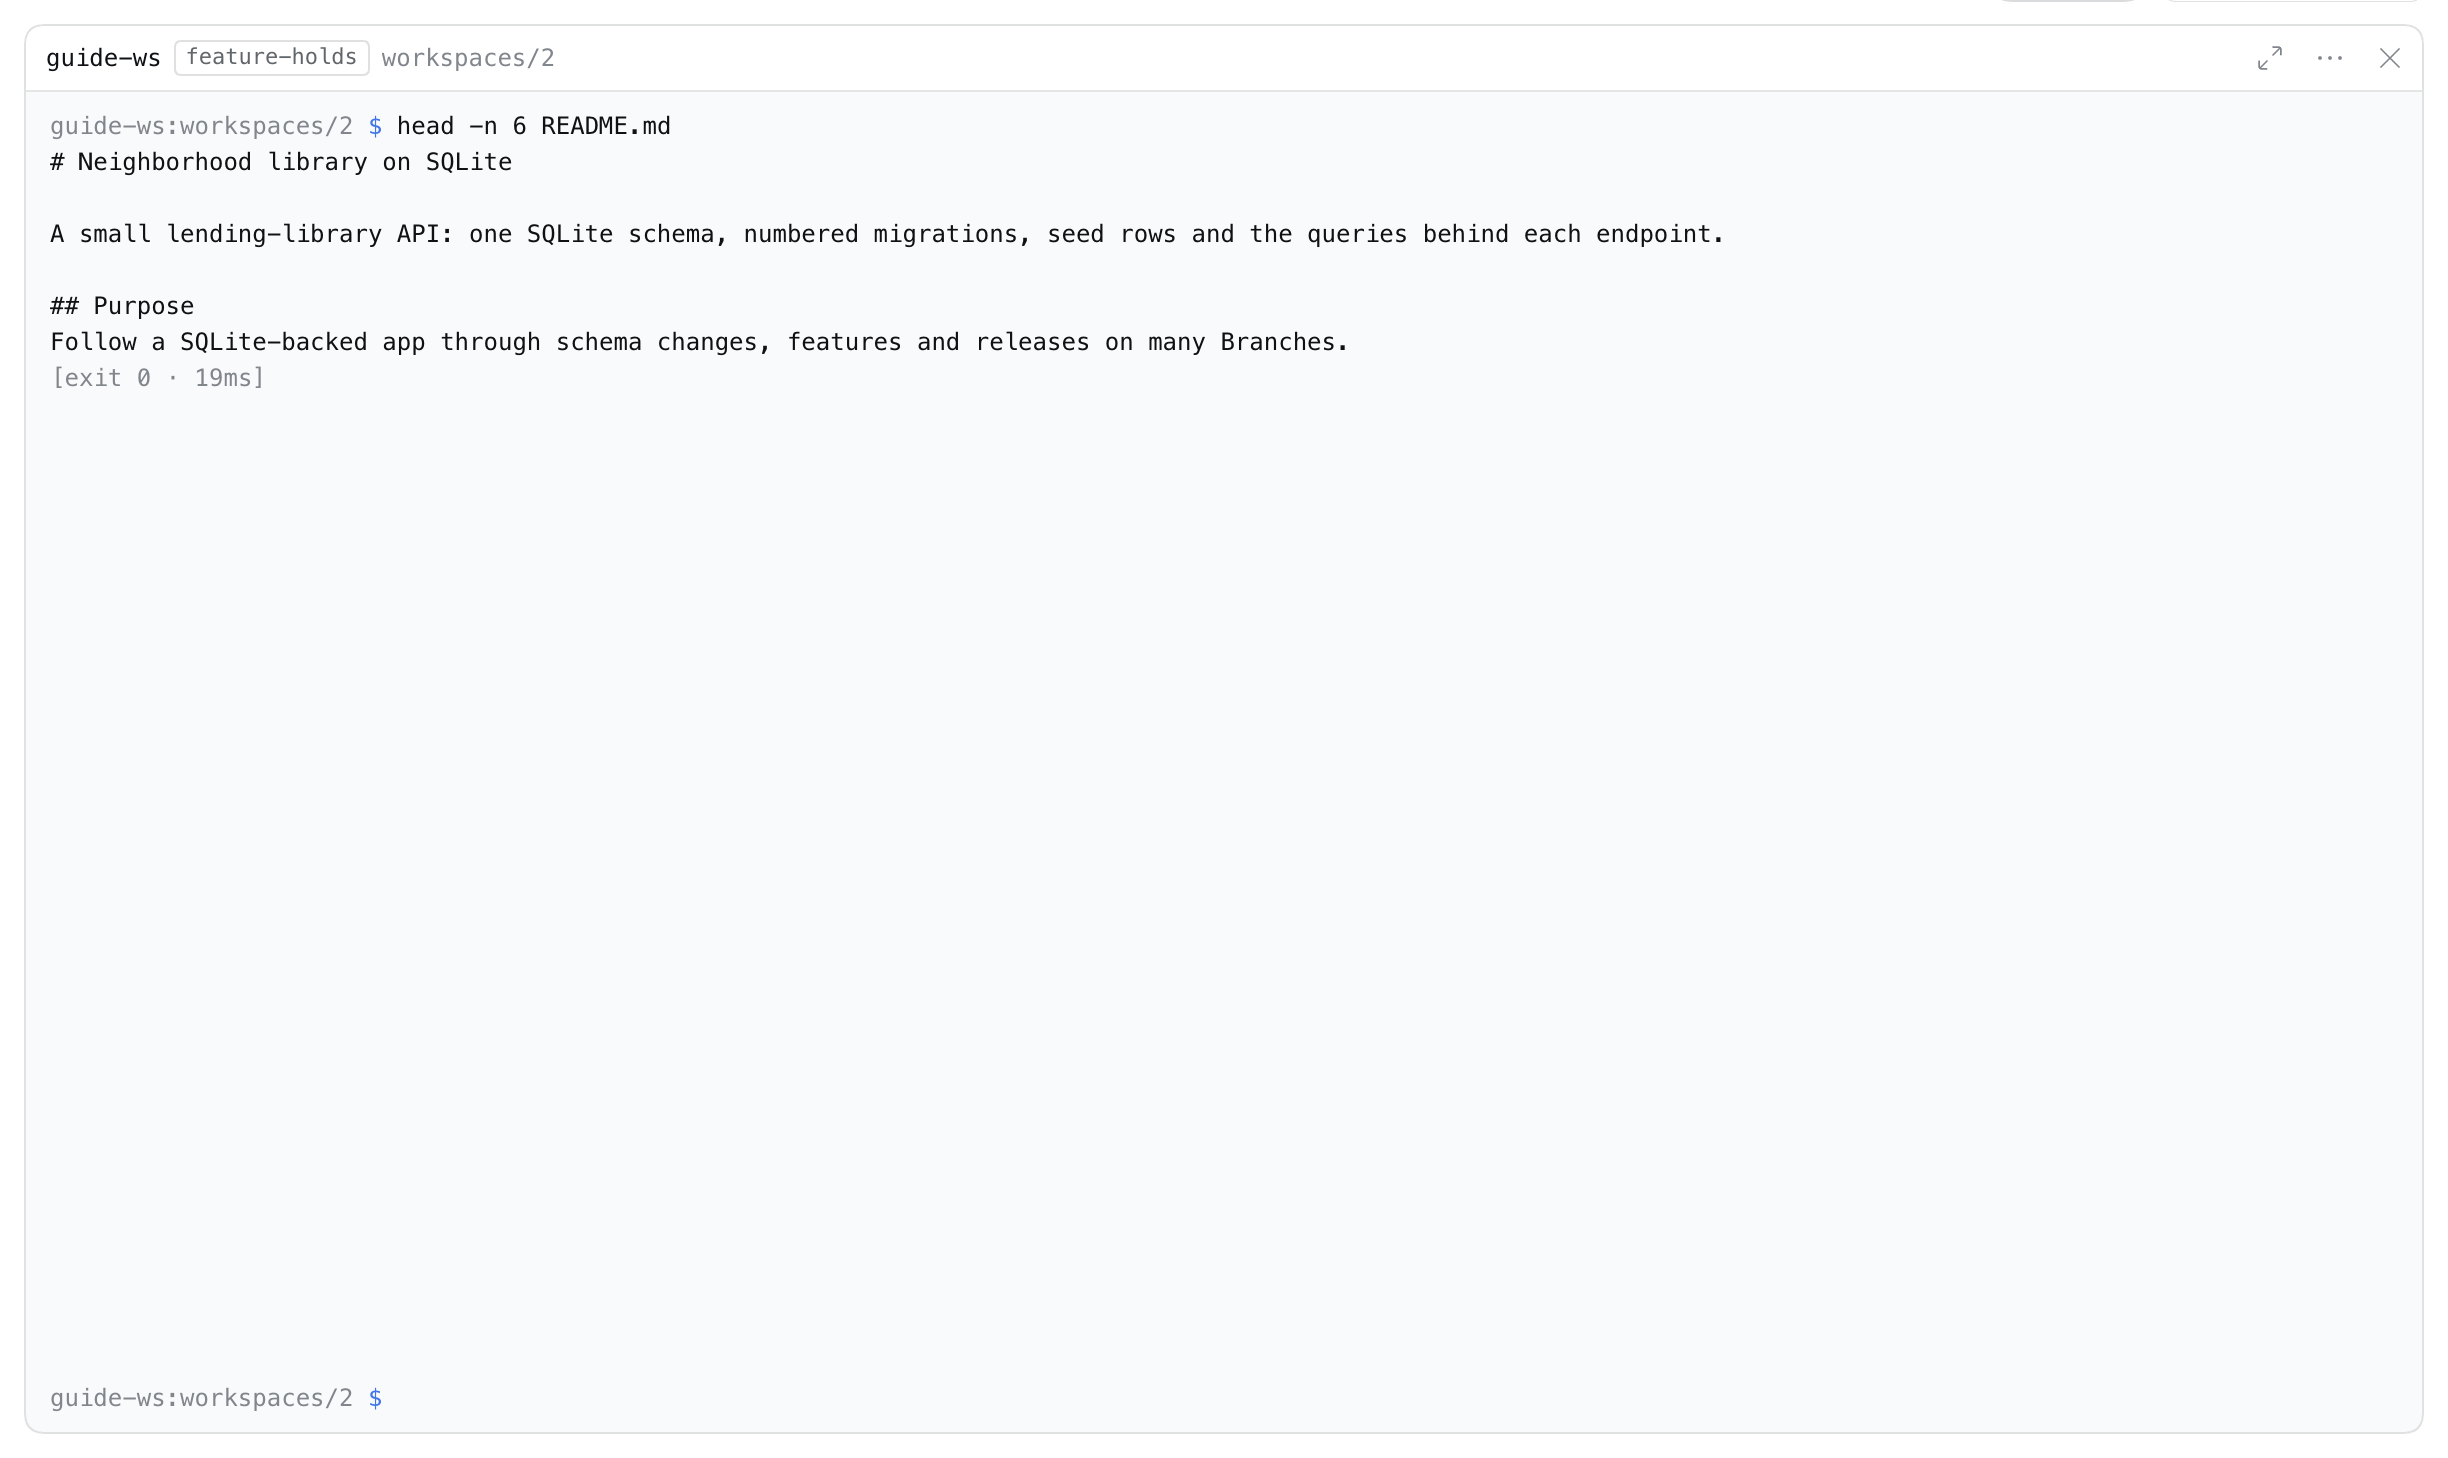 guide-ws feature-holds workspaces/2
guide-ws:workspaces/2 $ head -n 6 README.md
# Neighborhood library on SQLite
A small lending-library API: one SQLite schema, numbered migrations, seed rows and the queries behind each endpoint.
## Purpose
Follow a SQLite-backed app through schema changes, features and releases on many Branches.
[exit 0 · 19ms]
guide-ws:workspaces/2 $